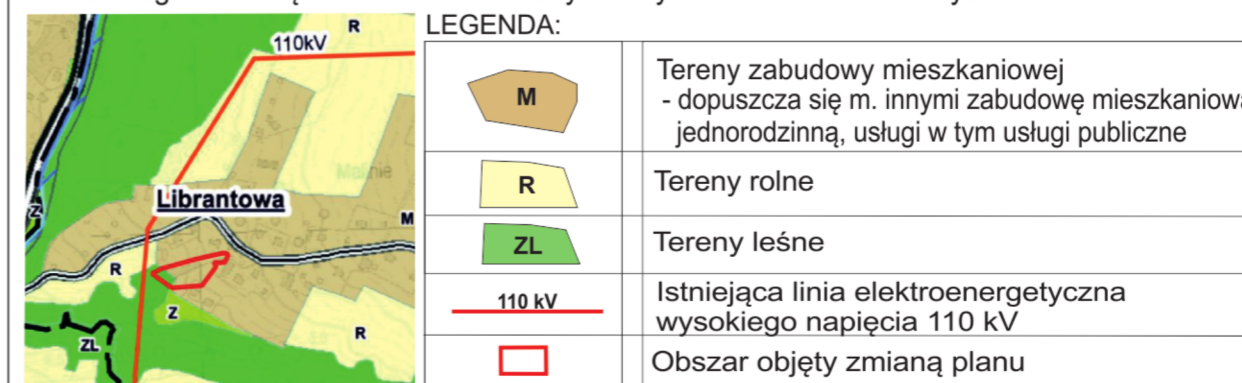 LEGENDA:
R
110kV
Malinie
Librantowa
M
Z
R
Z
R
ZL
M
Tereny zabudowy mieszkaniowej
- dopuszcza się m. innymi zabudowę mieszkaniową
jednorodzinną, usługi w tym usługi publiczne
R
Tereny rolne
ZL
Tereny leśne
110 kV
Istniejąca linia elektroenergetyczna
wysokiego napięcia 110 kV
Obszar objęty zmianą planu